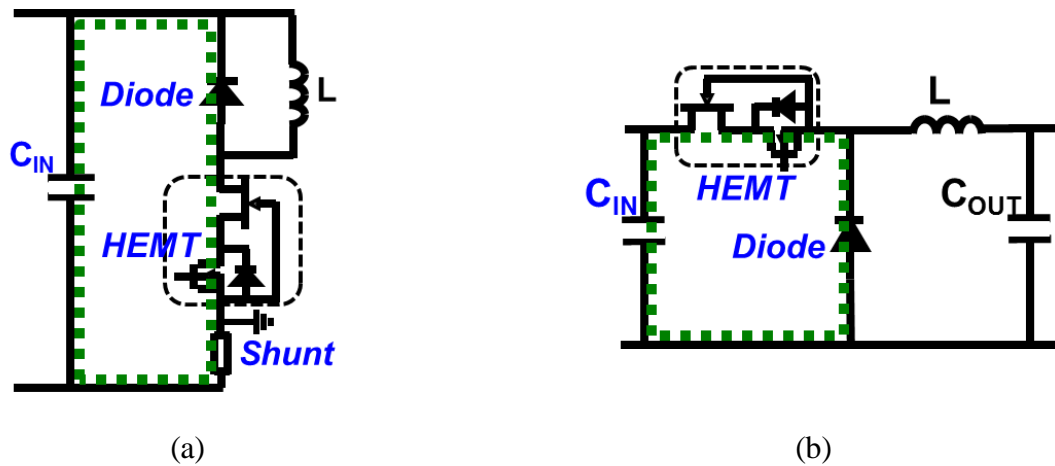 Diode
L
C_IN
HEMT
Shunt
(a)
L
HEMT
C_IN
C_OUT
Diode
(b)